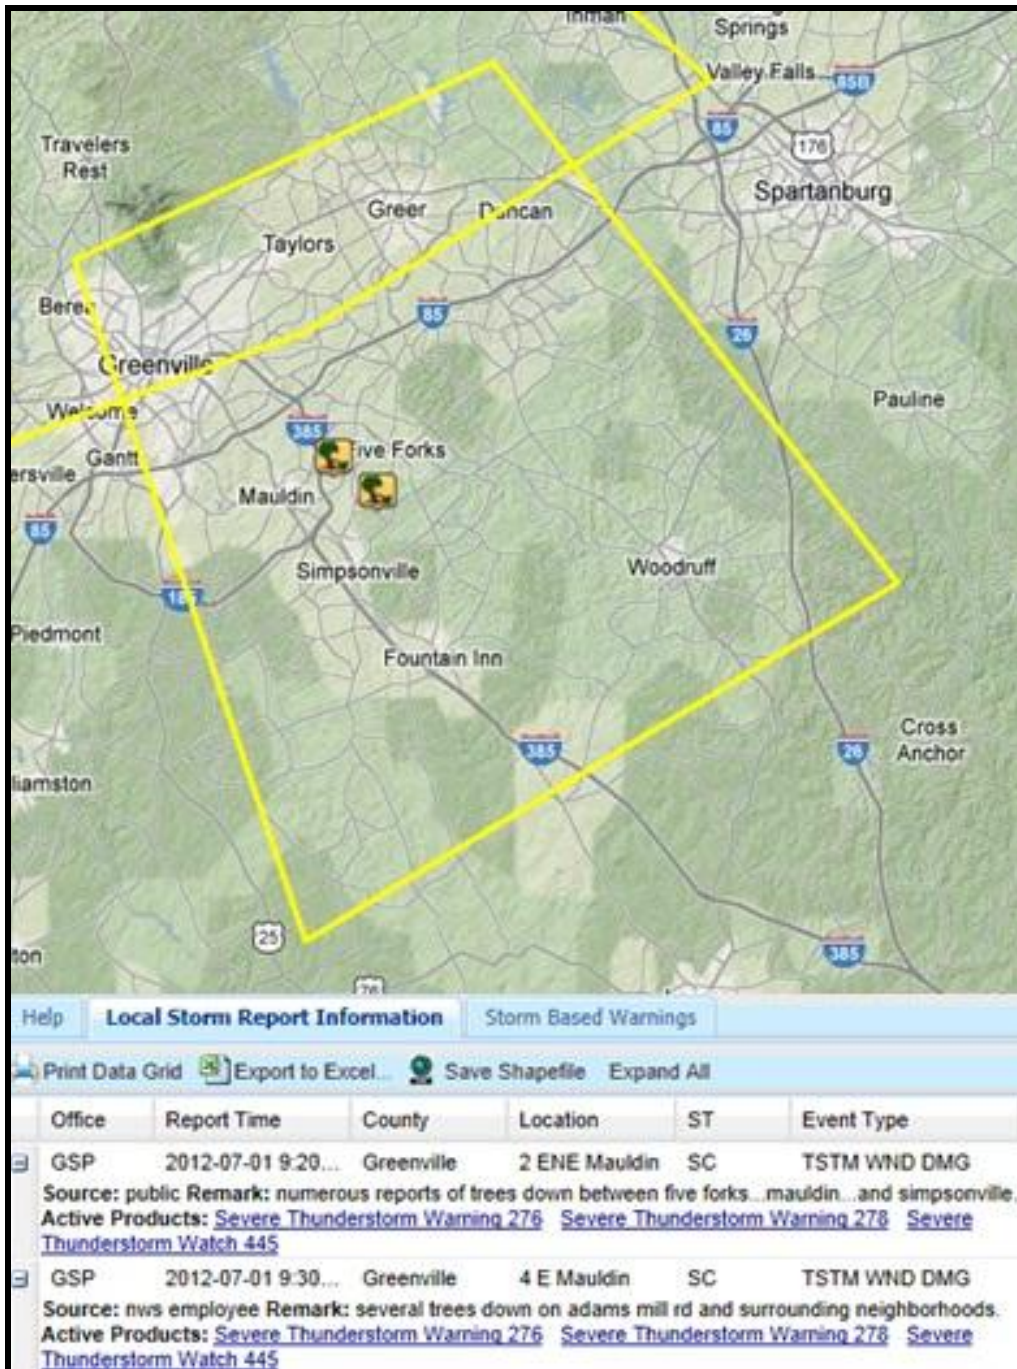 Inman
Springs
Valley Falls
85B
85
176
Travelers
Rest
Spartanburg
Greer
Duncan
Taylors
Berea
85
26
Greenville
Pauline
Welcome
385
Five Forks
Gantt
ersville
Mauldin
85
Simpsonville
Woodruff
185
Piedmont
Fountain Inn
Cross
Anchor
385
26
liamston
25
ton
385
76
Help Local Storm Report Information Storm Based Warnings
Print Data Grid Export to Excel... Save Shapefile Expand All
Office Report Time County Location ST Event Type
GSP 2012-07-01 9:20... Greenville 2 ENE Mauldin SC TSTM WND DMG
Source: public Remark: numerous reports of trees down between five forks...mauldin...and simpsonville.
Active Products: Severe Thunderstorm Warning 276 Severe Thunderstorm Warning 278 Severe
Thunderstorm Watch 445
GSP 2012-07-01 9:30... Greenville 4 E Mauldin SC TSTM WND DMG
Source: nws employee Remark: several trees down on adams mill rd and surrounding neighborhoods.
Active Products: Severe Thunderstorm Warning 276 Severe Thunderstorm Warning 278 Severe
Thunderstorm Watch 445